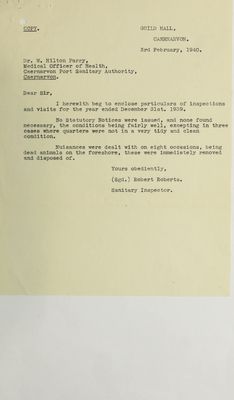 COPY.
GUILD HALL,
CAERNARVON.
3rd February, 1940.
Dr. W. Hilton Parry,
Medical Officer of Health,
Caernarvon Port Sanitary Authority,
Caernarvon.
Dear Sir,
I herewith beg to enclose particulars of inspections
and visits for the year ended December 31st. 1939.
No Statutory Notices were issued, and none found
necessary, the conditions being fairly well, excepting in three
cases where quarters were not in a very tidy and clean
condition.
Nuisances were dealt with on eight occasions, being
dead animals on the foreshore, these were immediately removed
and disposed of.
Yours obediently,
(Sgd.) Robert Roberts.
Sanitary Inspector.